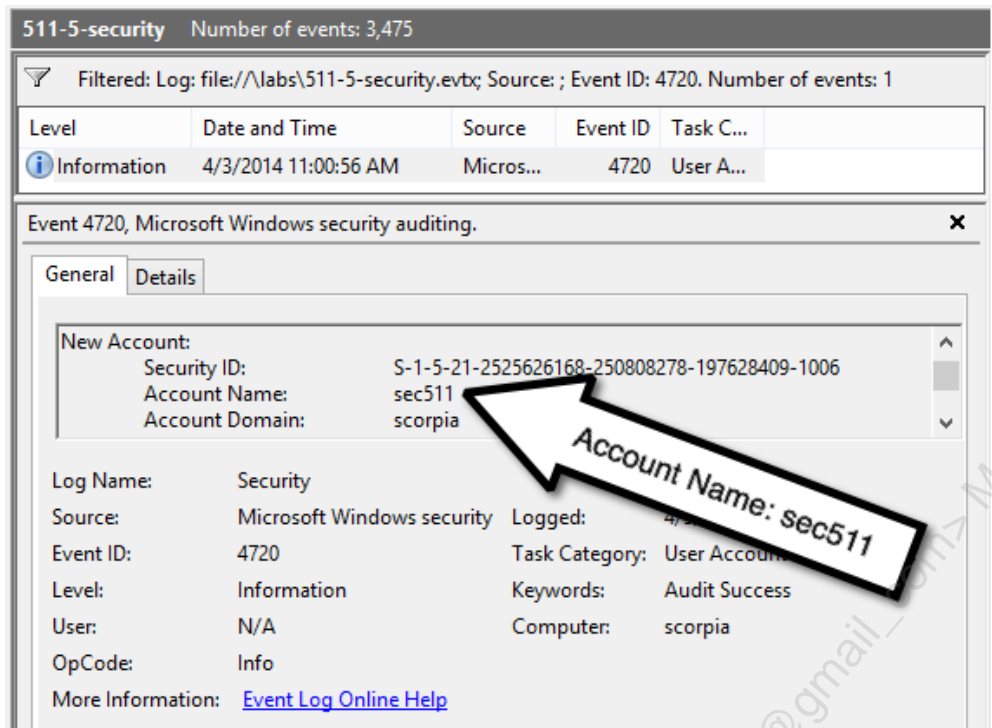 511-5-security Number of events: 3,475
Filtered: Log: file://\labs\511-5-security.evtx; Source: ; Event ID: 4720. Number of events: 1
Level Date and Time Source Event ID Task C...
Information 4/3/2014 11:00:56 AM Micros... 4720 User A...
Event 4720, Microsoft Windows security auditing.
General Details
New Account:
Security ID: S-1-5-21-2525626168-250808278-197628409-1006
Account Name: sec511
Account Domain: scorpia
Account Name: sec511
Log Name: Security
Source: Microsoft Windows security Logged:
Event ID: 4720 Task Category: User Accou
Level: Information Keywords: Audit Success
User: N/A Computer: scorpia
OpCode: Info
More Information: Event Log Online Help
@gmail_
com> M